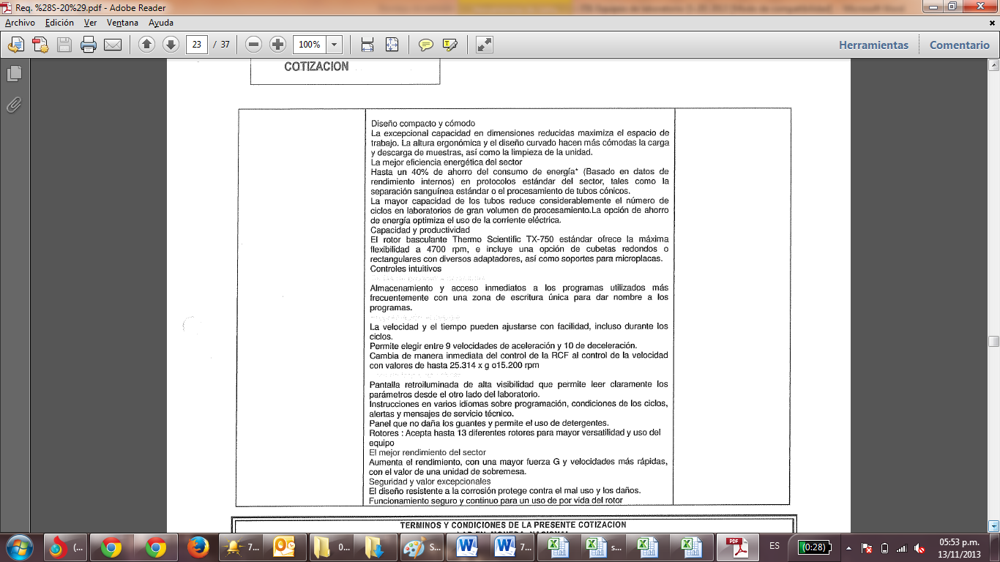 Req. %28S-20 %29.pdf - Adobe Reader
Archivo Edición Ver Ventana Ayuda
23 / 37 100% Herramientas Comentario
COTIZACION
Diseño compacto y cómodo
La excepcional capacidad en dimensiones reducidas maximiza el espacio de
trabajo. La altura ergonómica y el diseño curvado hacen más cómodas la carga
y descarga de muestras, así como la limpieza de la unidad.
La mejor eficiencia energética del sector
Hasta un 40% de ahorro del consumo de energía* (Basado en datos de
rendimiento internos) en protocolos estándar del sector, tales como la
separación sanguínea estándar o el procesamiento de tubos cónicos.
La mayor capacidad de los tubos reduce considerablemente el número de
ciclos en laboratorios de gran volumen de procesamiento.La opción de ahorro
de energía optimiza el uso de la corriente eléctrica.
Capacidad y productividad
El rotor basculante Thermo Scientific TX-750 estándar ofrece la máxima
flexibilidad a 4700 rpm, e incluye una opción de cubetas redondos o
rectangulares con diversos adaptadores, así como soportes para microplacas.
Controles intuitivos
Almacenamiento y acceso inmediatos a los programas utilizados más
frecuentemente con una zona de escritura única para dar nombre a los
programas.
La velocidad y el tiempo pueden ajustarse con facilidad, incluso durante los
ciclos.
Permite elegir entre 9 velocidades de aceleración y 10 de deceleración.
Cambia de manera inmediata del control de la RCF al control de la velocidad
con valores de hasta 25.314 x g o15.200 rpm
Pantalla retroiluminada de alta visibilidad que permite leer claramente los
parámetros desde el otro lado del laboratorio.
Instrucciones en varios idiomas sobre programación, condiciones de los ciclos,
alertas y mensajes de servicio técnico.
Panel que no daña los guantes y permite el uso de detergentes.
Rotores : Acepta hasta 13 diferentes rotores para mayor versatilidad y uso del
equipo
El mejor rendimiento del sector
Aumenta el rendimiento, con una mayor fuerza G y velocidades más rápidas,
con el valor de una unidad de sobremesa.
Seguridad y valor excepcionales
El diseño resistente a la corrosión protege contra el mal uso y los daños.
Funcionamiento seguro y continuo para un uso de por vida del rotor
TERMINOS Y CONDICIONES DE LA PRESENTE COTIZACION
(... 7... 0... S... 7... s... PDF ES (0:28) 05:53 p.m.
13/11/2013